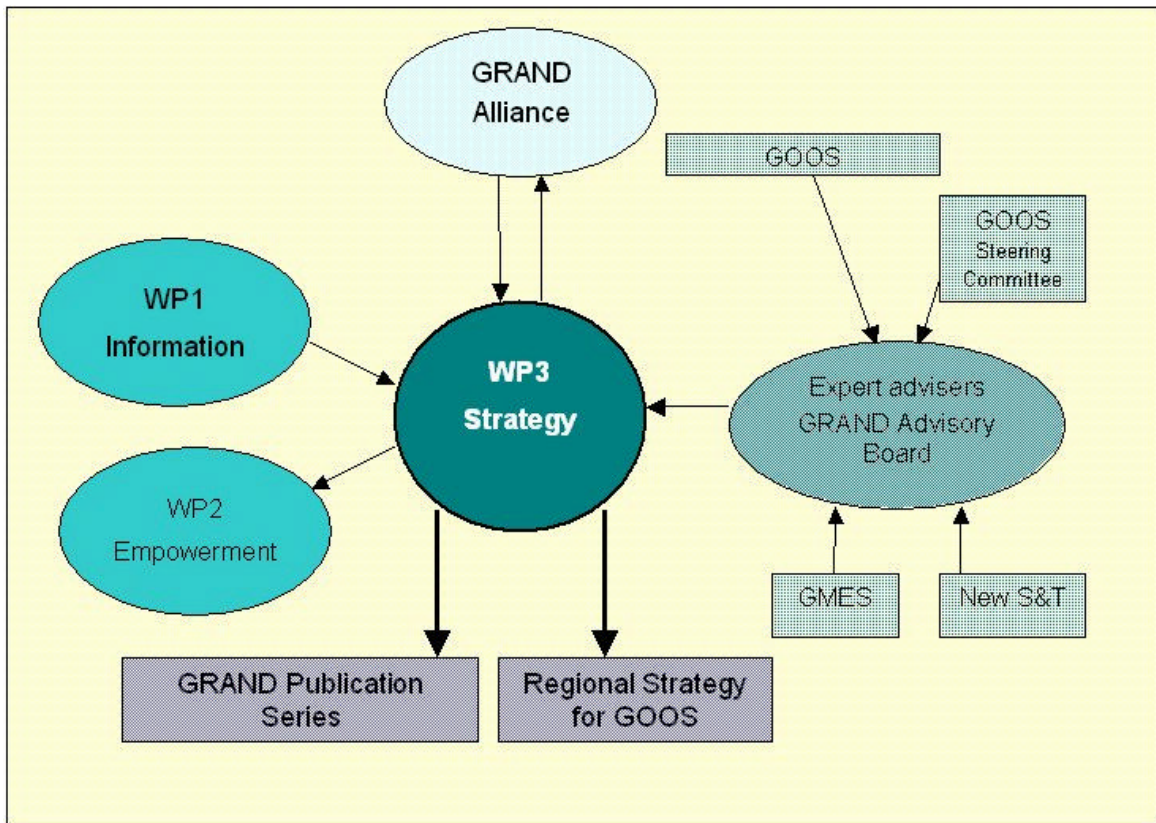 GRAND
Alliance
GOOS
GOOS
Steering
Committee
WP1
Information
WP3
Strategy
Expert advisers
GRAND Advisory
Board
WP2
Empowerment
GMES
New S&T
GRAND Publication
Series
Regional Strategy
for GOOS